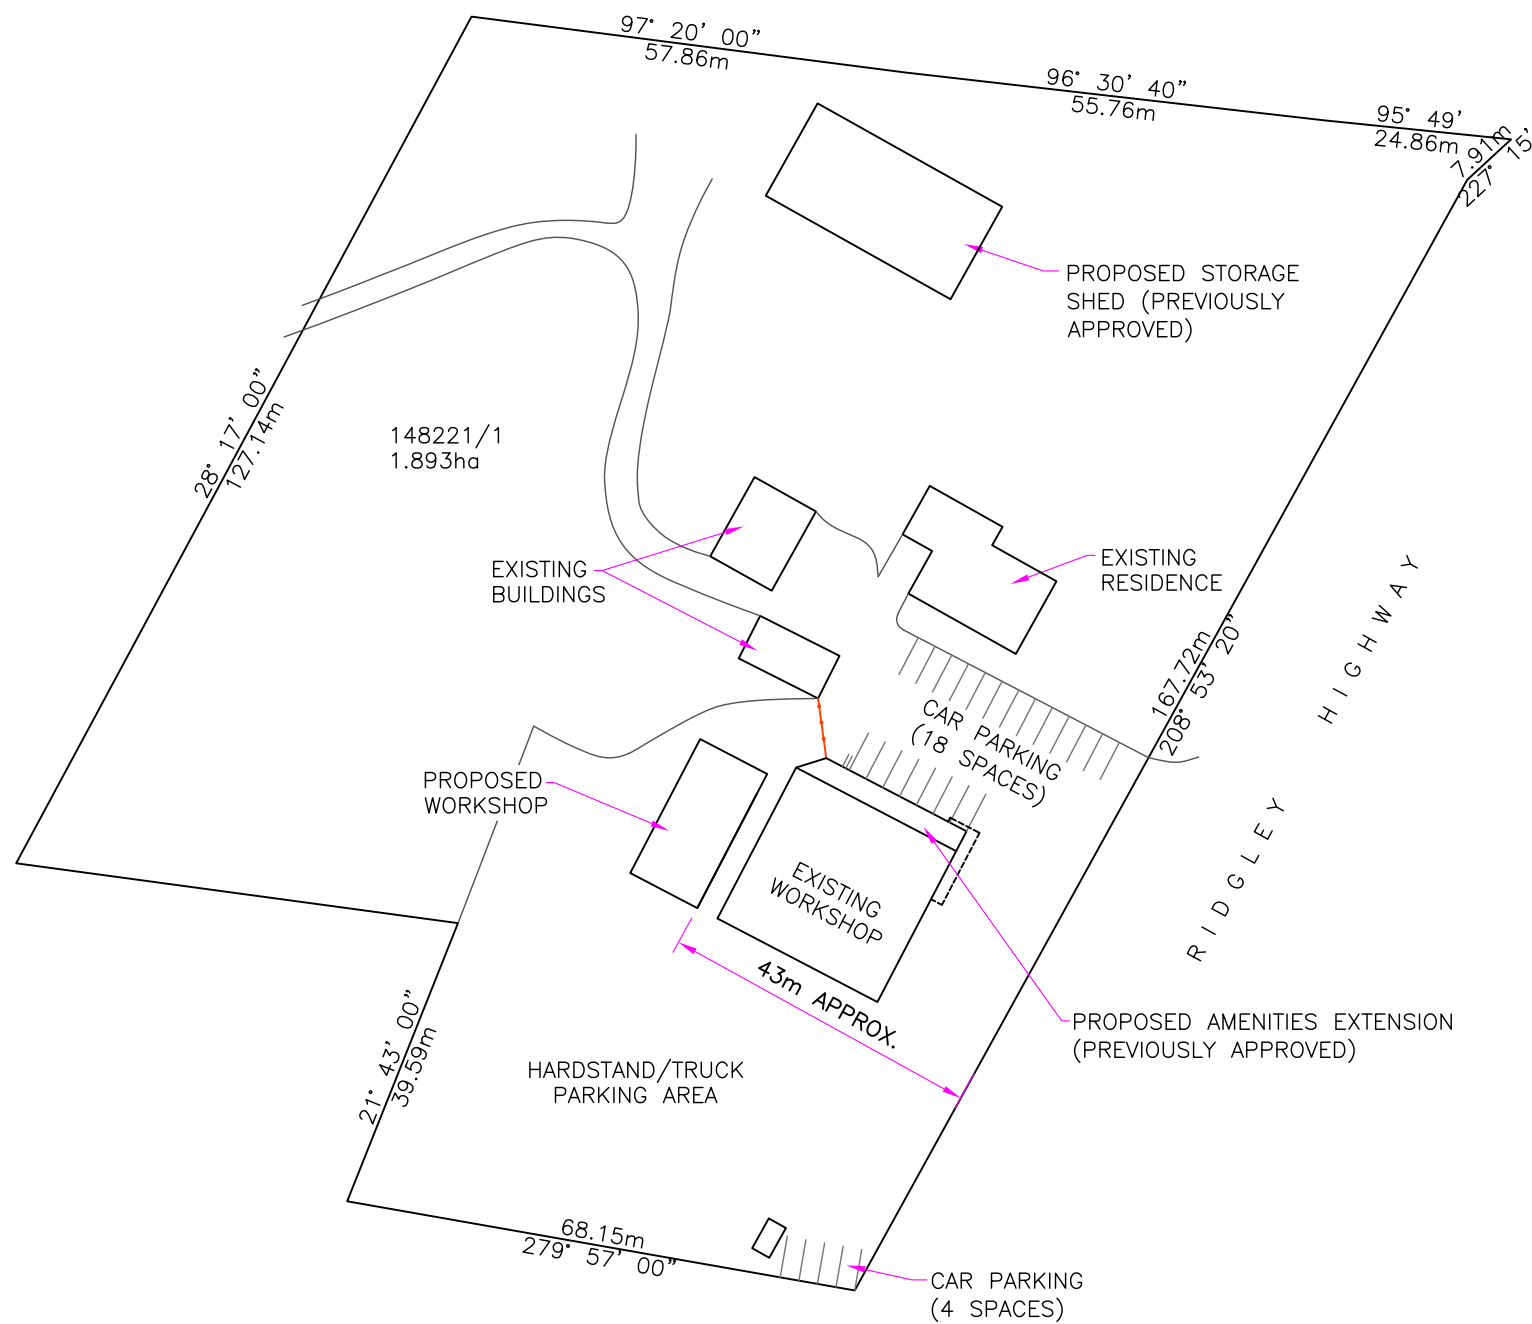 97° 20' 00"
57.86m
96° 30' 40"
55.76m
95° 49'
24.86m
7.91m
227° 15'
PROPOSED STORAGE
SHED (PREVIOUSLY
APPROVED)
28° 17' 00"
127.14m
148221/1
1.893ha
EXISTING
BUILDINGS
EXISTING
RESIDENCE
167.72m
208° 53' 20"
RIDGLEY HIGHWAY
CAR PARKING
(18 SPACES)
PROPOSED
WORKSHOP
EXISTING
WORKSHOP
43m APPROX.
PROPOSED AMENITIES EXTENSION
(PREVIOUSLY APPROVED)
HARDSTAND/TRUCK
PARKING AREA
21° 43' 00"
39.59m
68.15m
279° 57' 00"
CAR PARKING
(4 SPACES)